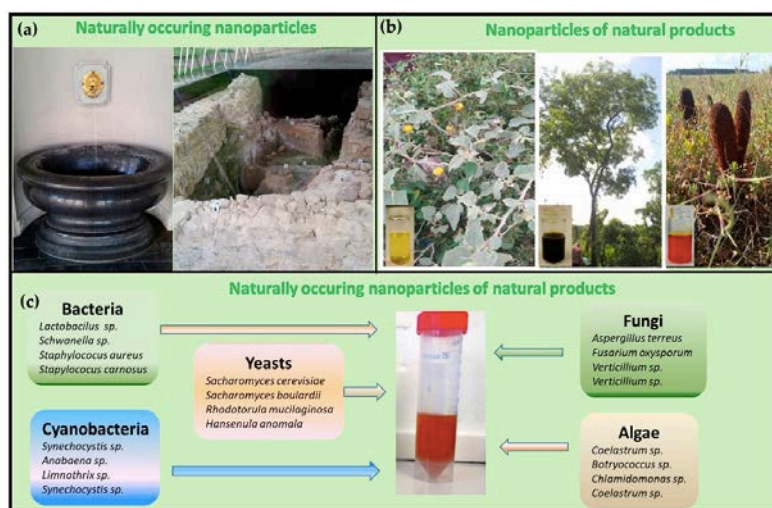 (a) Naturally occuring nanoparticles
(b) Nanoparticles of natural products
(c) Naturally occuring nanoparticles of natural products
Bacteria
Lactobacilus sp.
Schwanella sp.
Staphylococus aureus
Stapylococus carnosus
Yeasts
Sacharomyces cerevisiae
Sacharomyces boulardii
Rhodotorula mucilaginosa
Hansenula anomala
Cyanobacteria
Synechocystis sp.
Anabaena sp.
Limnothrix sp.
Synechocystis sp.
Fungi
Aspergillus terreus
Fusarium oxysporum
Verticillium sp.
Verticillium sp.
Algae
Coelastrum sp.
Botryococcus sp.
Chlamidomonas sp.
Coelastrum sp.